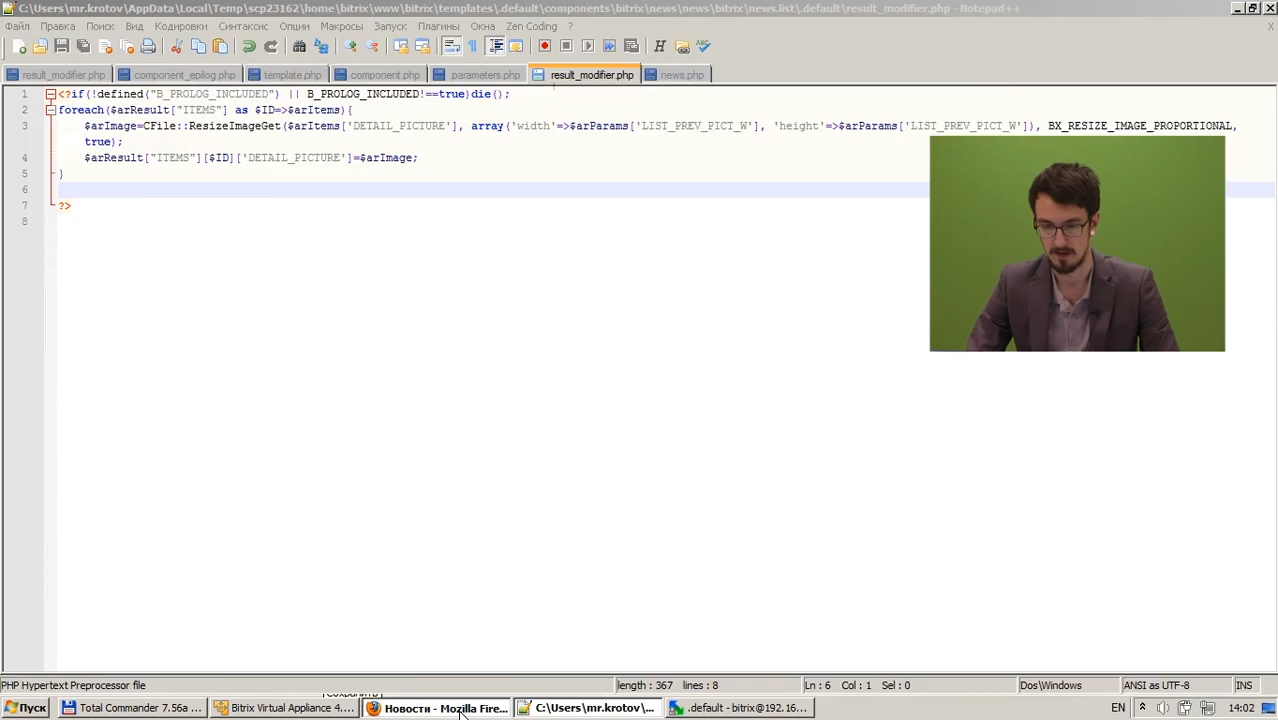 C:\Users\mr.krotov\AppData\Local\Temp\scp23162\home\bitrix\www\bitrix\templates\.default\components\bitrix\news\news\bitrix\news.list\.default\result_modifier.php - Notepad++
Файл Правка Поиск Вид Кодировки Синтаксис Опции Макросы Запуск Плагины Окна Zen Coding ?
result_modifier.php component_epilog.php template.php component.php .parameters.php result_modifier.php news.php
1 <?if(!defined("B_PROLOG_INCLUDED") || B_PROLOG_INCLUDED!==true)die();
2 foreach($arResult["ITEMS"] as $ID=>$arItems){
3 $arImage=CFile::ResizeImageGet($arItems['DETAIL_PICTURE'], array('width'=>$arParams['LIST_PREV_PICT_W'], 'height'=>$arParams['LIST_PREV_PICT_W']), BX_RESIZE_IMAGE_PROPORTIONAL,
true);
4 $arResult["ITEMS"][$ID]['DETAIL_PICTURE']=$arImage;
5 }
6
7 ?>
8
PHP Hypertext Preprocessor file length : 367 lines : 8 Ln : 6 Col : 1 Sel : 0 Dos\Windows ANSI as UTF-8 INS
Сохранить
Пуск Total Commander 7.56a ... Bitrix Virtual Appliance 4.... Новости - Mozilla Fire... C:\Users\mr.krotov\... .default - bitrix@192.16... EN 14:02